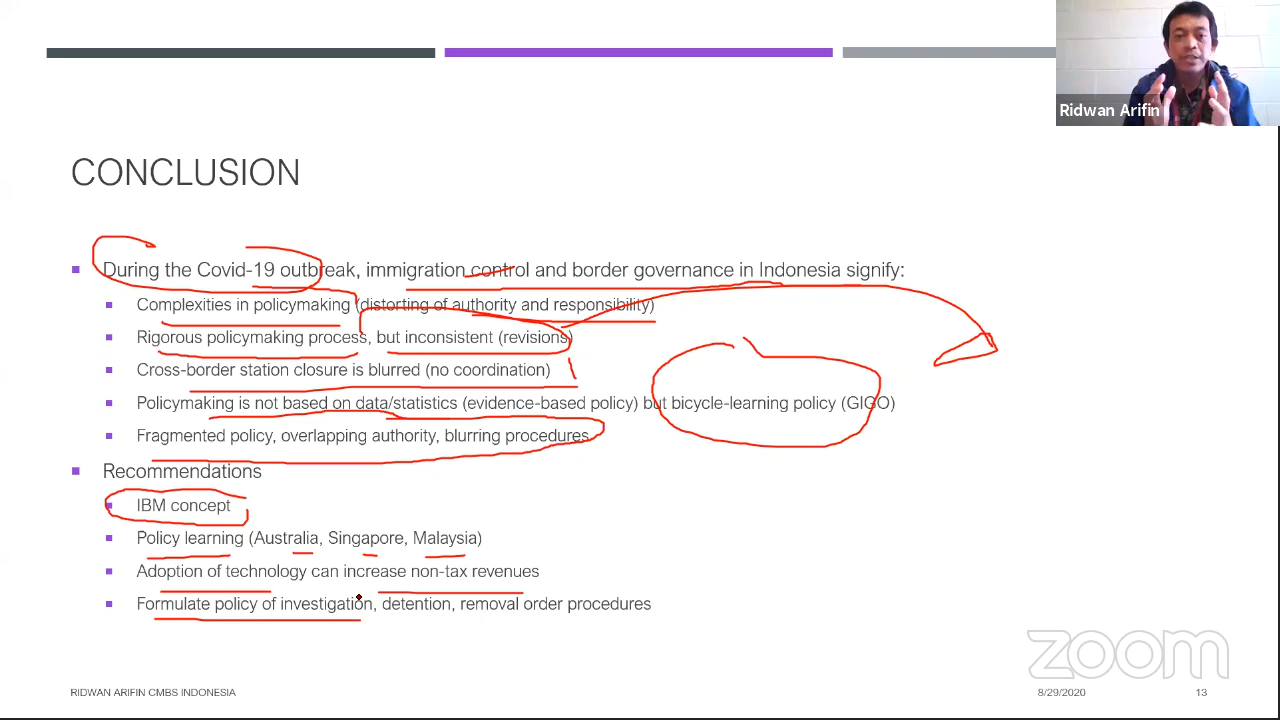 Ridwan Arifin
CONCLUSION
During the Covid-19 outbreak, immigration control and border governance in Indonesia signify:
Complexities in policymaking (distorting of authority and responsibility)
Rigorous policymaking process, but inconsistent (revisions)
Cross-border station closure is blurred (no coordination)
Policymaking is not based on data/statistics (evidence-based policy) but bicycle-learning policy (GIGO)
Fragmented policy, overlapping authority, blurring procedures
Recommendations
IBM concept
Policy learning (Australia, Singapore, Malaysia)
Adoption of technology can increase non-tax revenues
Formulate policy of investigation, detention, removal order procedures
zoom
RIDWAN ARIFIN CMBS INDONESIA 8/29/2020 13